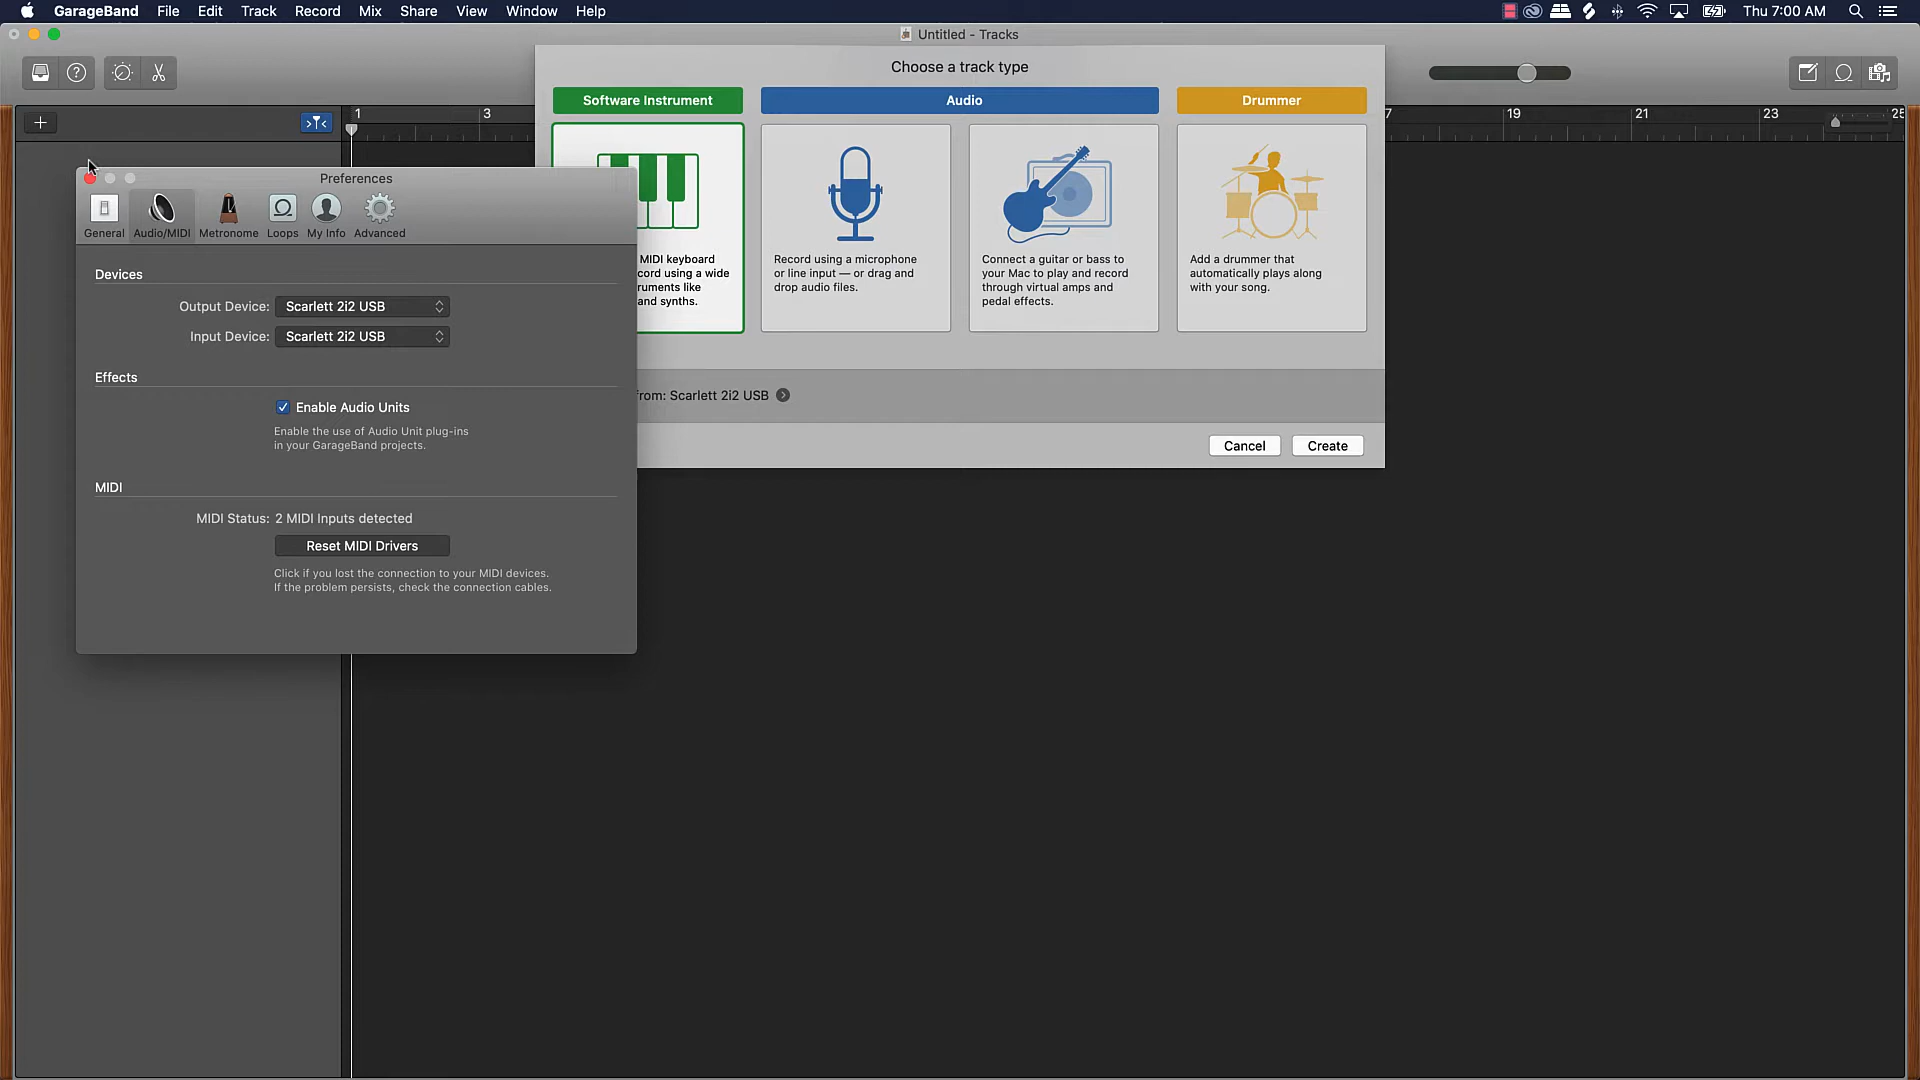 GarageBand File Edit Track Record Mix Share View Window Help Thu 7:00 AM
Untitled - Tracks
Choose a track type
Software Instrument Audio Drummer
1 3 7 19 21 23 25
MIDI keyboard
cord using a wide
ruments like
and synths.
Record using a microphone
or line input — or drag and
drop audio files.
Connect a guitar or bass to
your Mac to play and record
through virtual amps and
pedal effects.
Add a drummer that
automatically plays along
with your song.
from: Scarlett 2i2 USB
Cancel Create
Preferences
General Audio/MIDI Metronome Loops My Info Advanced
Devices
Output Device: Scarlett 2i2 USB
Input Device: Scarlett 2i2 USB
Effects
Enable Audio Units
Enable the use of Audio Unit plug-ins
in your GarageBand projects.
MIDI
MIDI Status: 2 MIDI Inputs detected
Reset MIDI Drivers
Click if you lost the connection to your MIDI devices.
If the problem persists, check the connection cables.